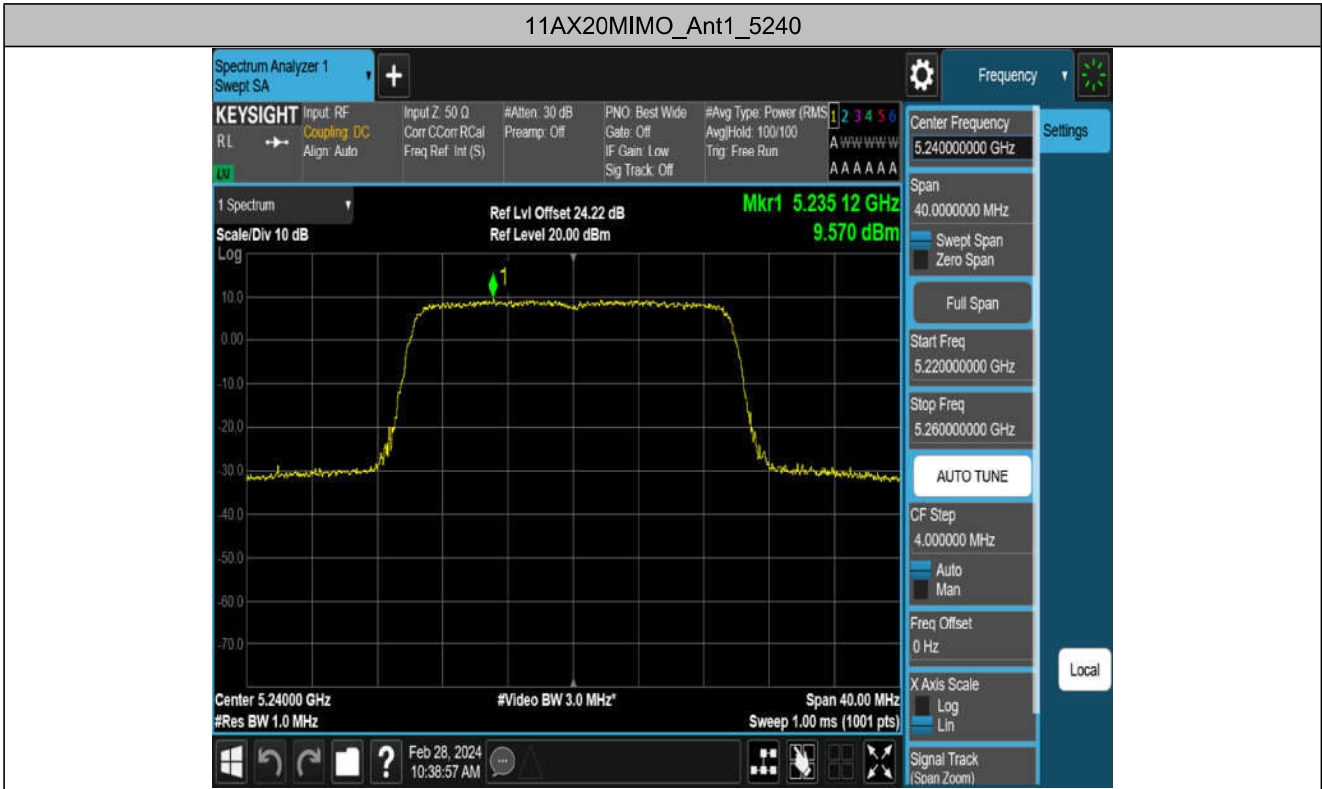 11AX20MIMO_Ant1_5240
Spectrum Analyzer 1
Swept SA
+
Frequency
KEYSIGHT
RL
LXI
Input: RF
Coupling: DC
Align: Auto
Input Z: 50 Ω
Corr CCorr RCal
Freq Ref: Int (S)
#Atten: 30 dB
Preamp: Off
PNO: Best Wide
Gate: Off
IF Gain: Low
Sig Track: Off
#Avg Type: Power (RMS
Avg|Hold: 100/100
Trig: Free Run
1 2 3 4 5 6
A W W W W W
A A A A A A
1 Spectrum
Scale/Div 10 dB
Log
Ref Lvl Offset 24.22 dB
Ref Level 20.00 dBm
Mkr1 5.235 12 GHz
9.570 dBm
1
10.0
0.00
-10.0
-20.0
-30.0
-40.0
-50.0
-60.0
-70.0
Center 5.24000 GHz
#Res BW 1.0 MHz
#Video BW 3.0 MHz*
Span 40.00 MHz
Sweep 1.00 ms (1001 pts)
?
Feb 28, 2024
10:38:57 AM
Center Frequency
5.240000000 GHz
Settings
Span
40.0000000 MHz
Swept Span
Zero Span
Full Span
Start Freq
5.220000000 GHz
Stop Freq
5.260000000 GHz
AUTO TUNE
CF Step
4.000000 MHz
Auto
Man
Freq Offset
0 Hz
Local
X Axis Scale
Log
Lin
Signal Track
(Span Zoom)